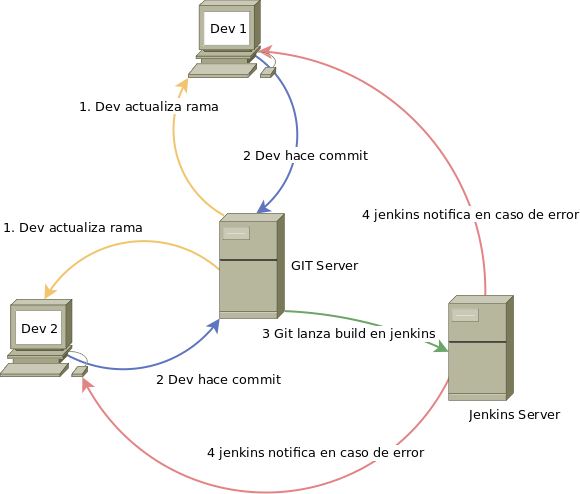 Dev 1
1. Dev actualiza rama
2 Dev hace commit
4 jenkins notifica en caso de error
1. Dev actualiza rama
GIT Server
Dev 2
3 Git lanza build en jenkins
2 Dev hace commit
Jenkins Server
4 jenkins notifica en caso de error